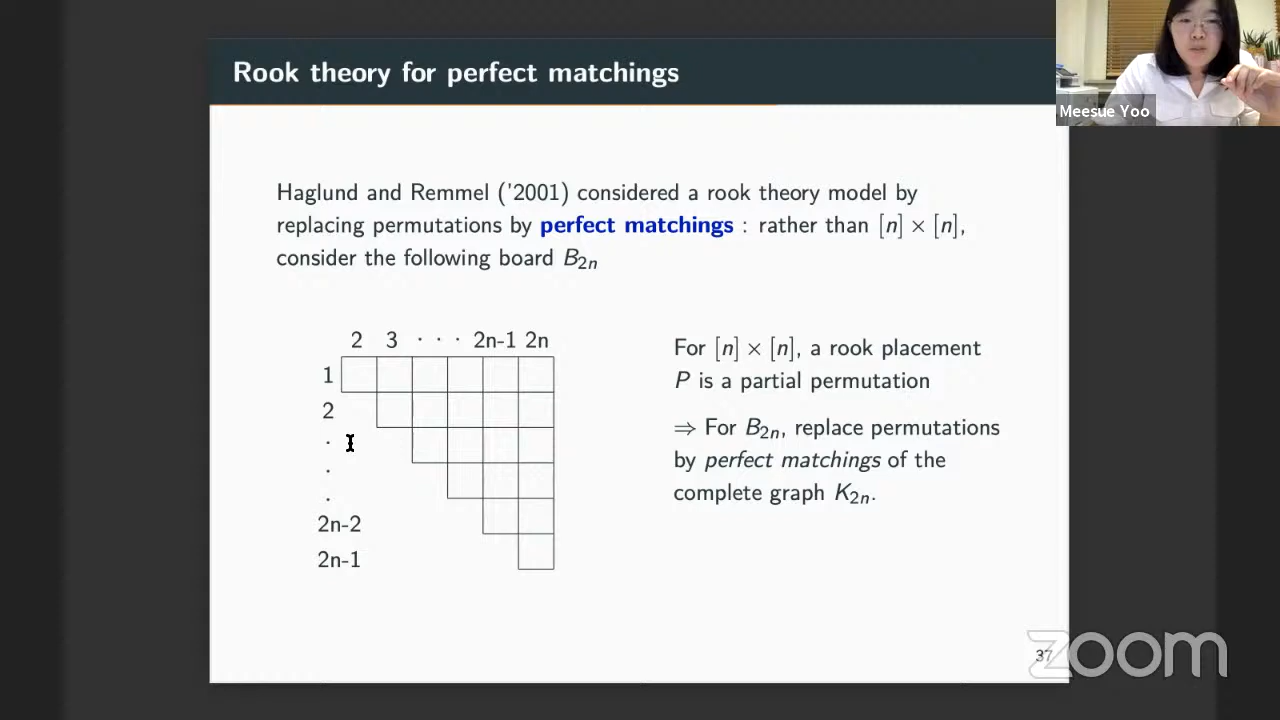 Rook theory for perfect matchings
Meesue Yoo
Haglund and Remmel ('2001) considered a rook theory model by
replacing permutations by perfect matchings : rather than [n] × [n],
consider the following board B₂ₙ
2 3 · · · 2n-1 2n
1
2
·
·
·
2n-2
2n-1
For [n] × [n], a rook placement
P is a partial permutation
⇒ For B₂ₙ, replace permutations
by perfect matchings of the
complete graph K₂ₙ.
37
zoom